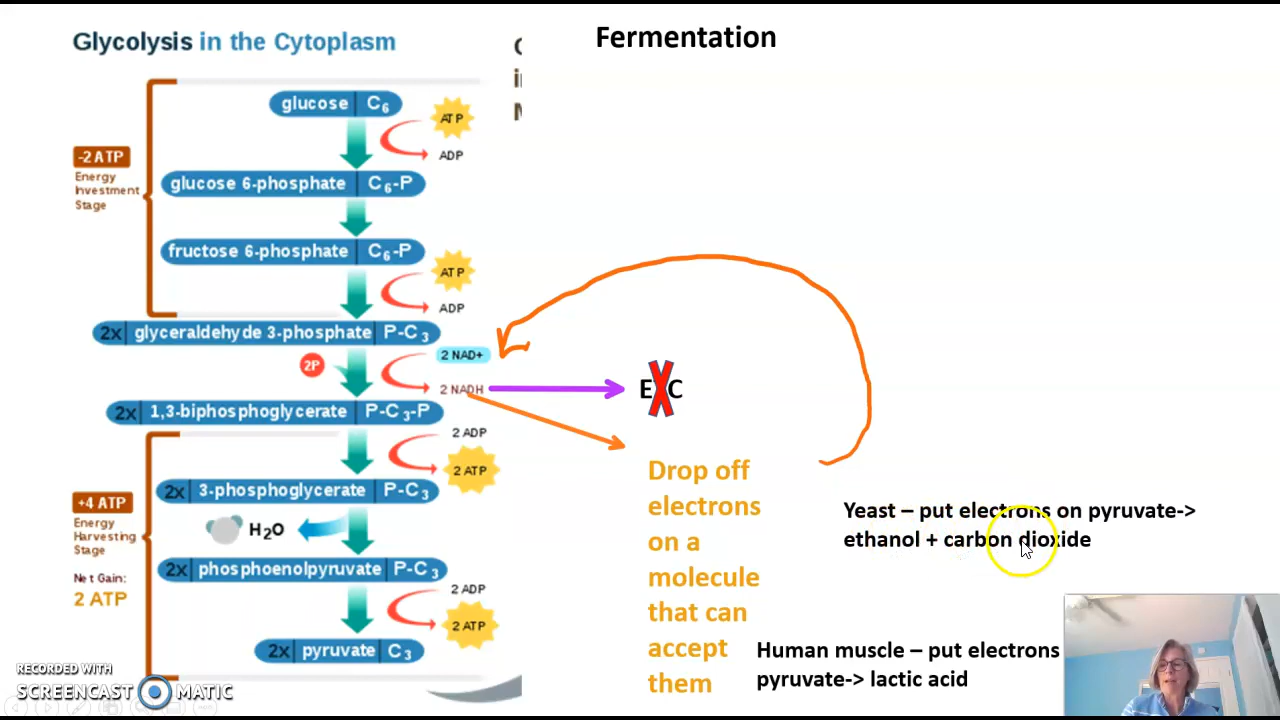 Glycolysis in the Cytoplasm
Fermentation
glucose C6
ATP
ADP
-2 ATP
Energy
Investment
Stage
glucose 6-phosphate C6-P
fructose 6-phosphate C6-P
ATP
ADP
2x glyceraldehyde 3-phosphate P-C3
2P
2 NAD+
2 NADH
E X C
2x 1,3-biphosphoglycerate P-C3-P
2 ADP
2 ATP
+4 ATP
Energy
Harvesting
Stage
Net Gain:
2 ATP
2x 3-phosphoglycerate P-C3
H2O
2x phosphoenolpyruvate P-C3
2 ADP
2 ATP
2x pyruvate C3
Drop off
electrons
on a
molecule
that can
accept
them
Yeast – put electrons on pyruvate->
ethanol + carbon dioxide
Human muscle – put electrons
pyruvate-> lactic acid
RECORDED WITH
SCREENCAST MATIC